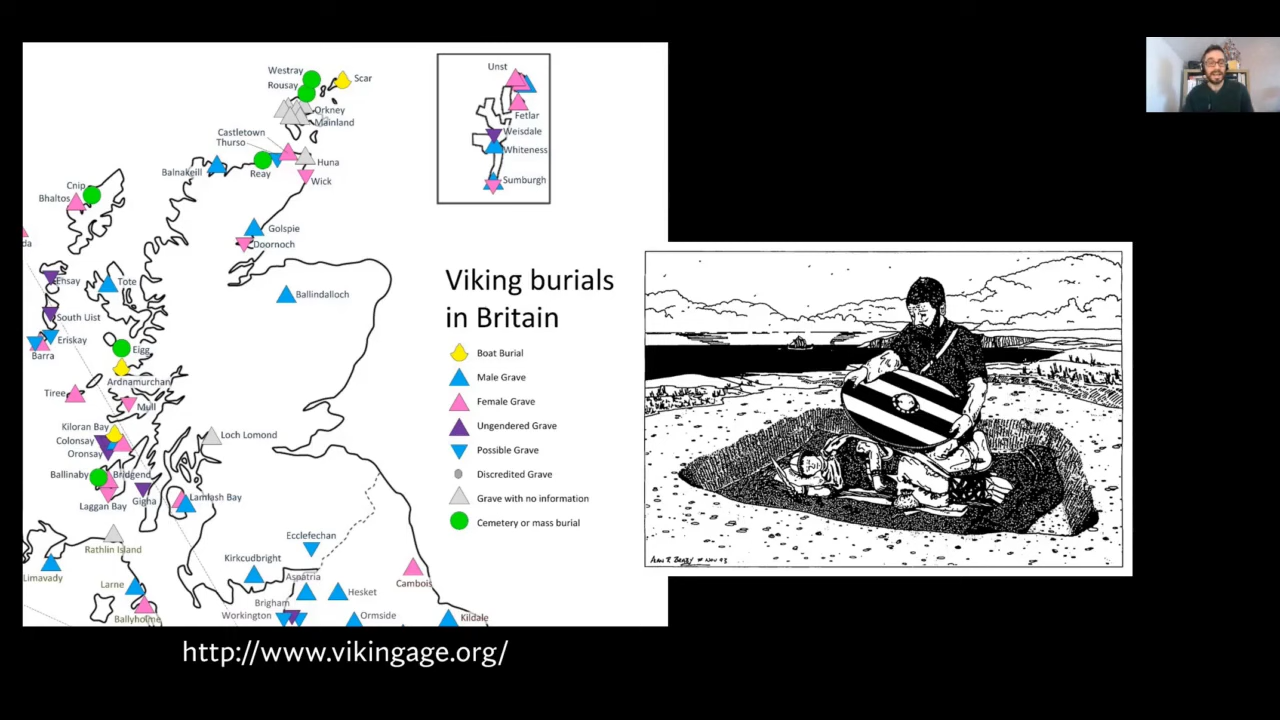 Westray
Scar
Rousay
Orkney
Mainland
Castletown
Thurso
Huna
Balnakeill
Reay
Wick
Cnip
Bhaltos
Golspie
Doornoch
da
Ensay
Tote
Ballindalloch
South Uist
Eriskay
Barra
Eigg
Ardnamurchan
Tiree
Mull
Kiloran Bay
Colonsay
Oronsay
Loch Lomond
Ballinaby
Bridgend
Laggan Bay
Gigha
Lamlash Bay
Rathlin Island
Ecclefechan
Kirkcudbright
Limavady
Larne
Aspatria
Hesket
Cambois
Brigham
Ballyholme
Workington
Ormside
Kildale
Unst
Fetlar
Weisdale
Whiteness
Sumburgh
Viking burials
in Britain
Boat Burial
Male Grave
Female Grave
Ungendered Grave
Possible Grave
Discredited Grave
Grave with no information
Cemetery or mass burial
http://www.vikingage.org/